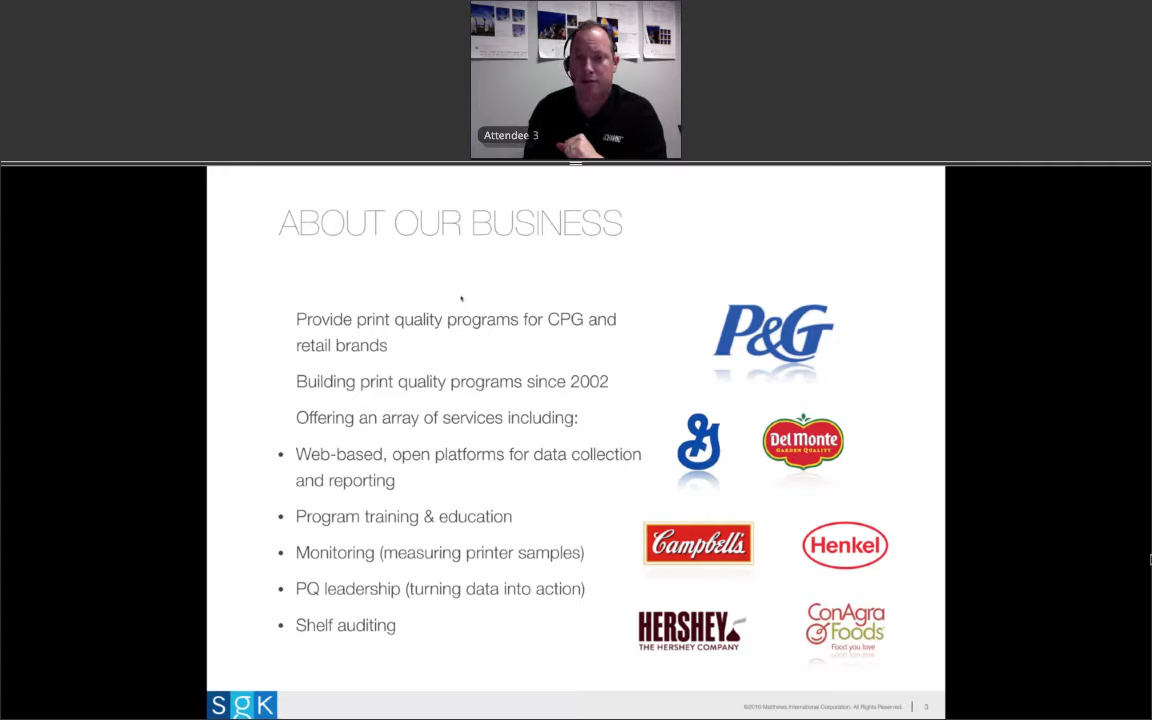 Attendee 3
ABOUT OUR BUSINESS
Provide print quality programs for CPG and
retail brands
Building print quality programs since 2002
Offering an array of services including:
• Web-based, open platforms for data collection
and reporting
• Program training & education
• Monitoring (measuring printer samples)
• PQ leadership (turning data into action)
• Shelf auditing
P&G
G
Del Monte
GARDEN QUALITY
Campbell's
Henkel
HERSHEY
THE HERSHEY COMPANY
ConAgra
Foods
Food you love
sgK
©2016 Matthews International Corporation. All Rights Reserved.
3